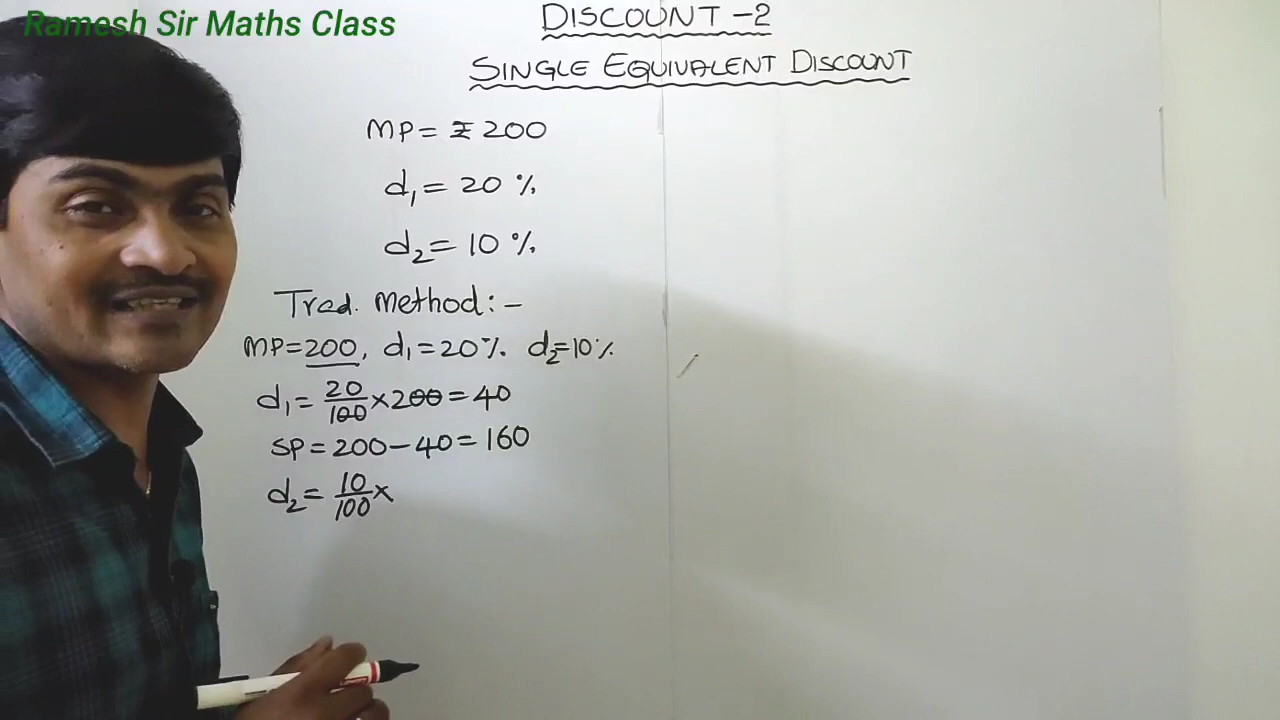 Ramesh Sir Maths Class
DISCOUNT -2
SINGLE EQUIVALENT DISCOUNT
MP = ₹ 200
d₁ = 20 %
d₂ = 10 %
Trad. Method :-
MP = 200, d₁ = 20%. d₂ = 10%
d₁ = 20/100 × 200 = 40
SP = 200 - 40 = 160
d₂ = 10/100 ×